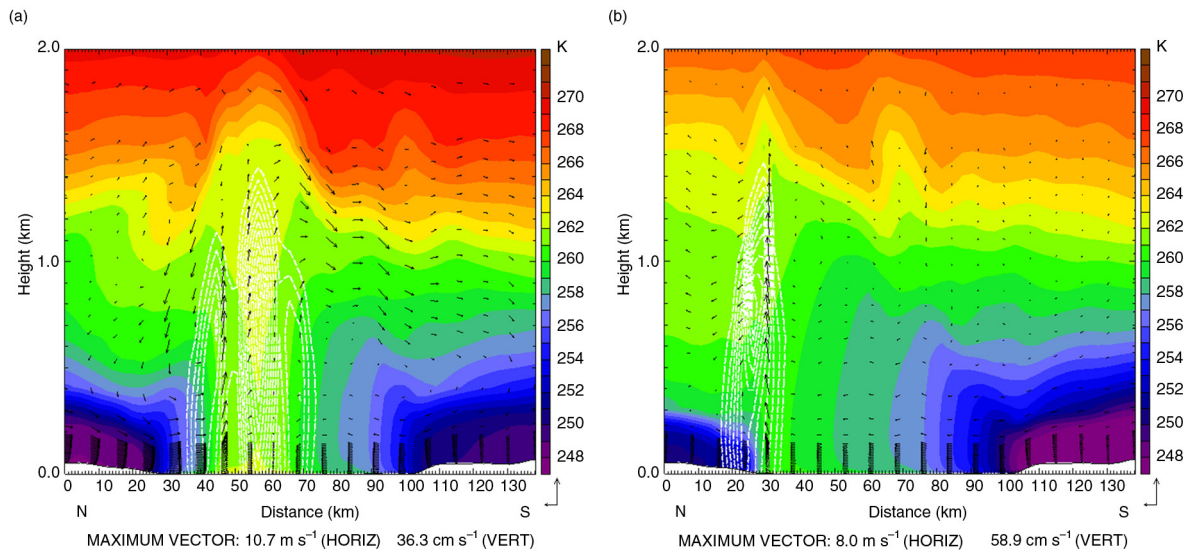 (a)
2.0
1.0
0.0
Height (km)
K
270
268
266
264
262
260
258
256
254
252
250
248
0 10 20 30 40 50 60 70 80 90 100 110 120 130
N Distance (km) S
MAXIMUM VECTOR: 10.7 m s⁻¹ (HORIZ) 36.3 cm s⁻¹ (VERT)
(b)
2.0
1.0
0.0
Height (km)
K
270
268
266
264
262
260
258
256
254
252
250
248
0 10 20 30 40 50 60 70 80 90 100 110 120 130
N Distance (km) S
MAXIMUM VECTOR: 8.0 m s⁻¹ (HORIZ) 58.9 cm s⁻¹ (VERT)